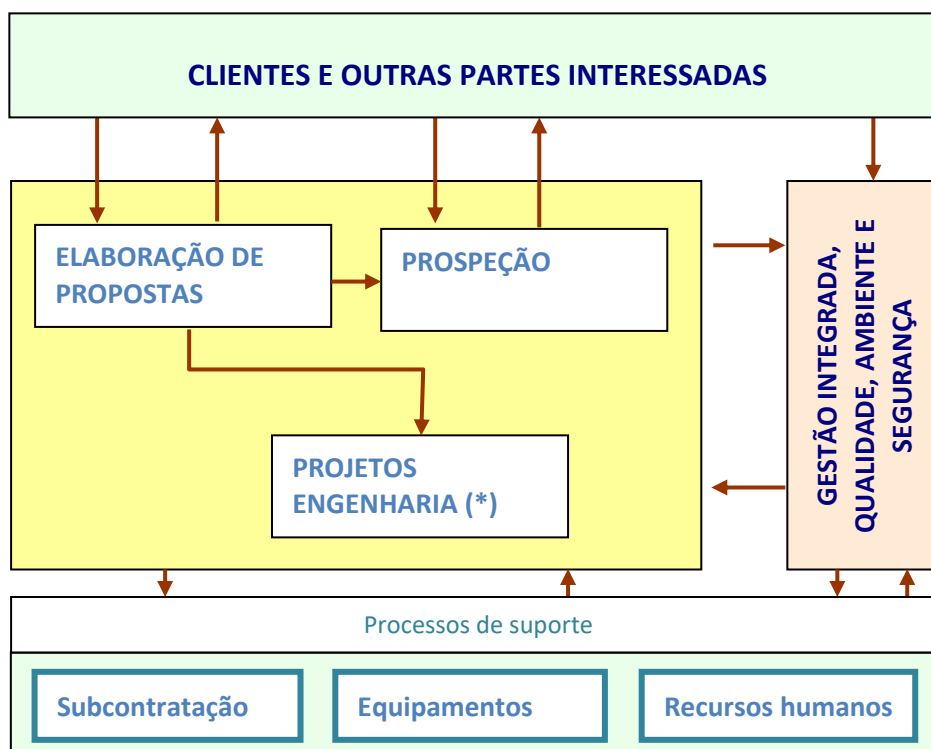 CLIENTES E OUTRAS PARTES INTERESSADAS
ELABORAÇÃO DE
PROPOSTAS
PROSPEÇÃO
PROJETOS
ENGENHARIA (*)
GESTÃO INTEGRADA,
QUALIDADE, AMBIENTE E
SEGURANÇA
Processos de suporte
Subcontratação
Equipamentos
Recursos humanos